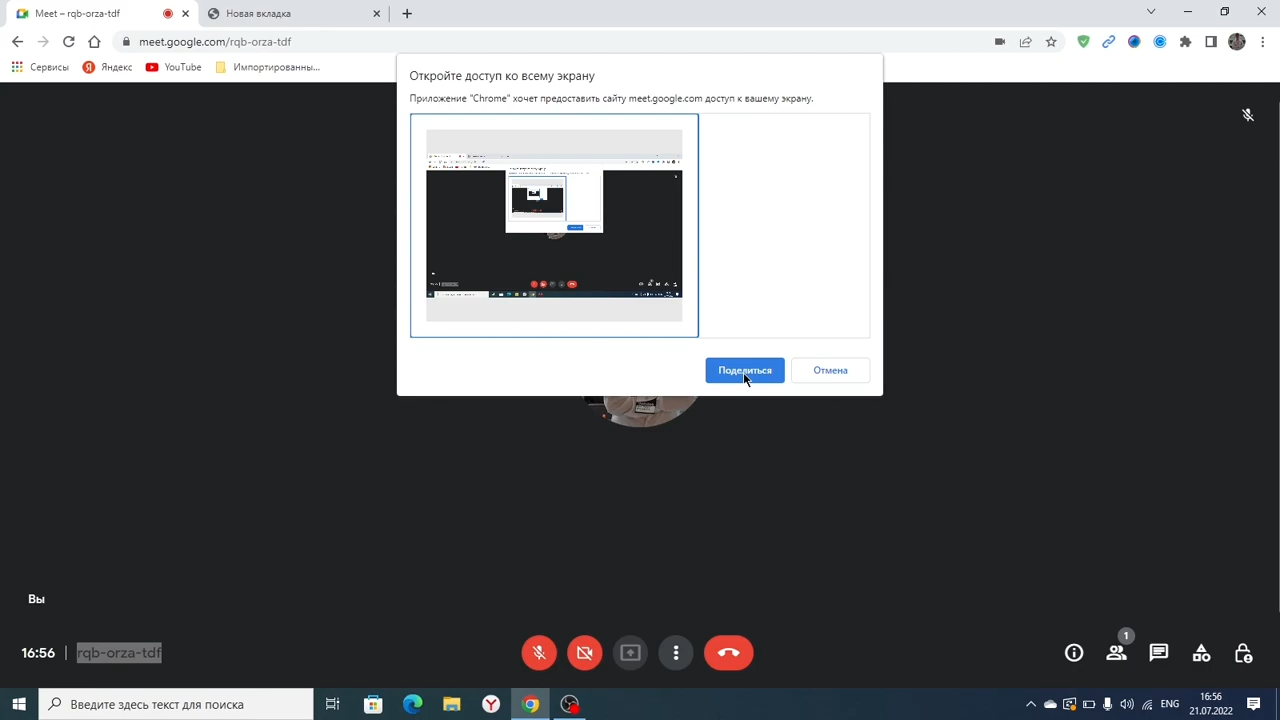 Meet – rqb-orza-tdf
Новая вкладка
meet.google.com/rqb-orza-tdf
Сервисы
Яндекс
YouTube
Импортированны...
Откройте доступ ко всему экрану
Приложение "Chrome" хочет предоставить сайту meet.google.com доступ к вашему экрану.
Поделиться
Отмена
Вы
16:56
rqb-orza-tdf
1
Введите здесь текст для поиска
ENG
16:56
21.07.2022